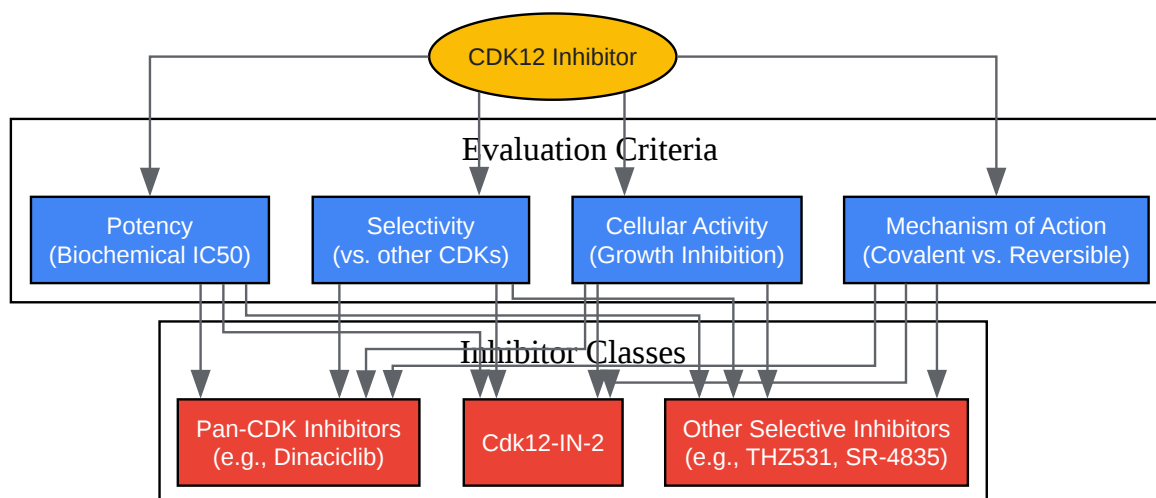 CDK12 Inhibitor
Evaluation Criteria
Potency
(Biochemical IC50)
Selectivity
(vs. other CDKs)
Cellular Activity
(Growth Inhibition)
Mechanism of Action
(Covalent vs. Reversible)
Inhibitor Classes
Pan-CDK Inhibitors
(e.g., Dinaciclib)
Cdk12-IN-2
Other Selective Inhibitors
(e.g., THZ531, SR-4835)